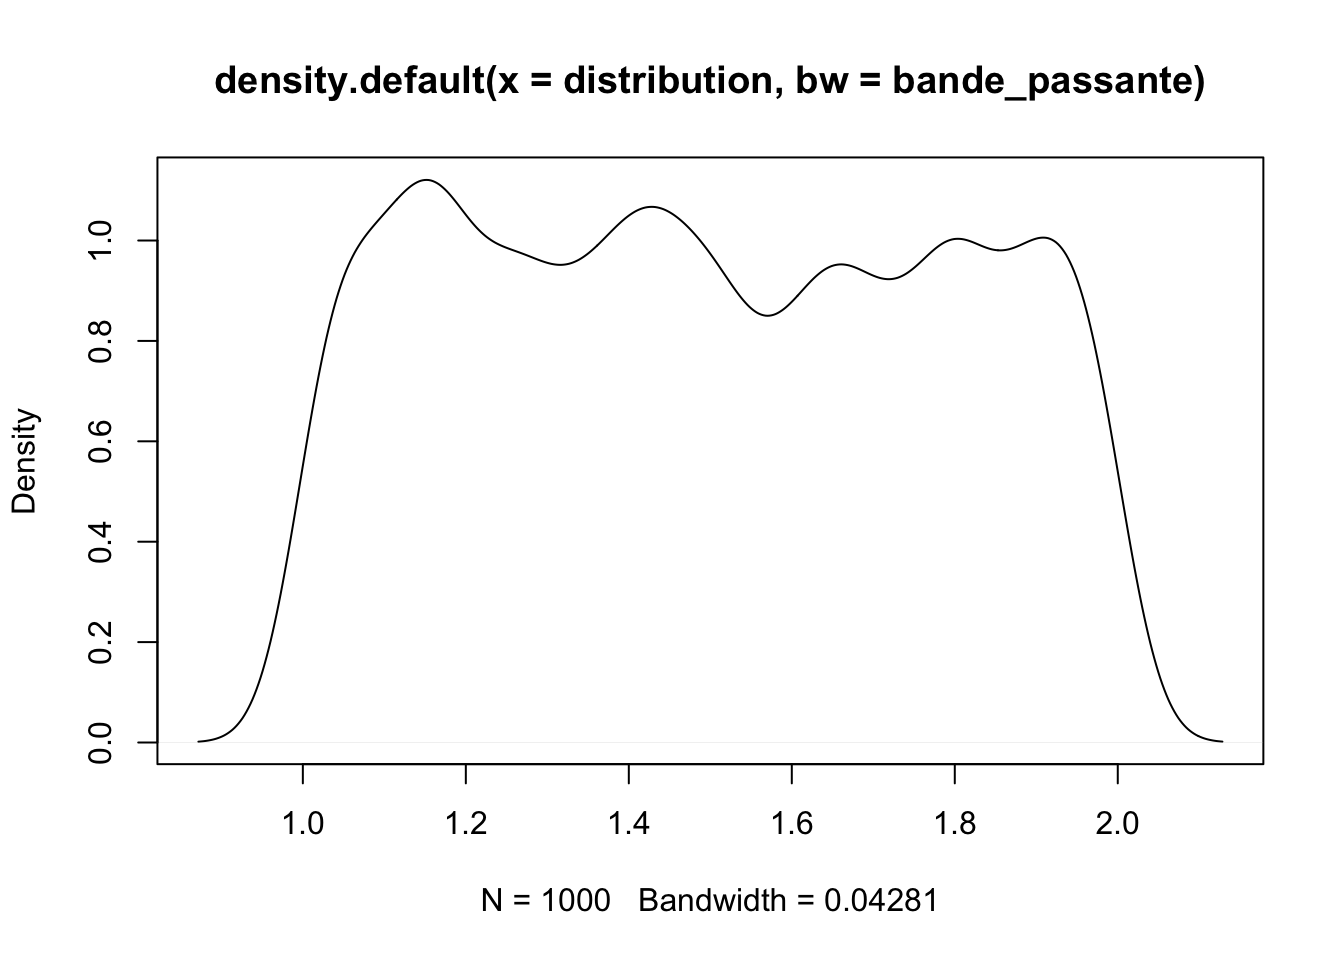 density.default(x = distribution, bw = bande_passante)
Density
1.0
0.8
0.6
0.4
0.2
0.0
1.0 1.2 1.4 1.6 1.8 2.0
N = 1000 Bandwidth = 0.04281